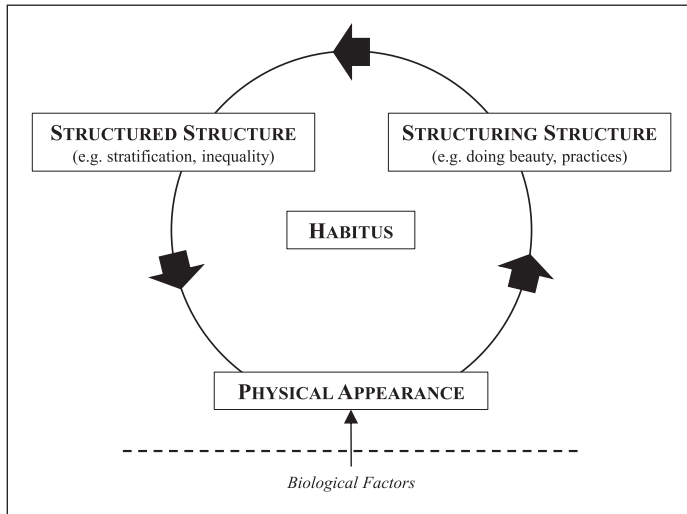 STRUCTURED STRUCTURE
(e.g. stratification, inequality)
STRUCTURING STRUCTURE
(e.g. doing beauty, practices)
HABITUS
PHYSICAL APPEARANCE
Biological Factors